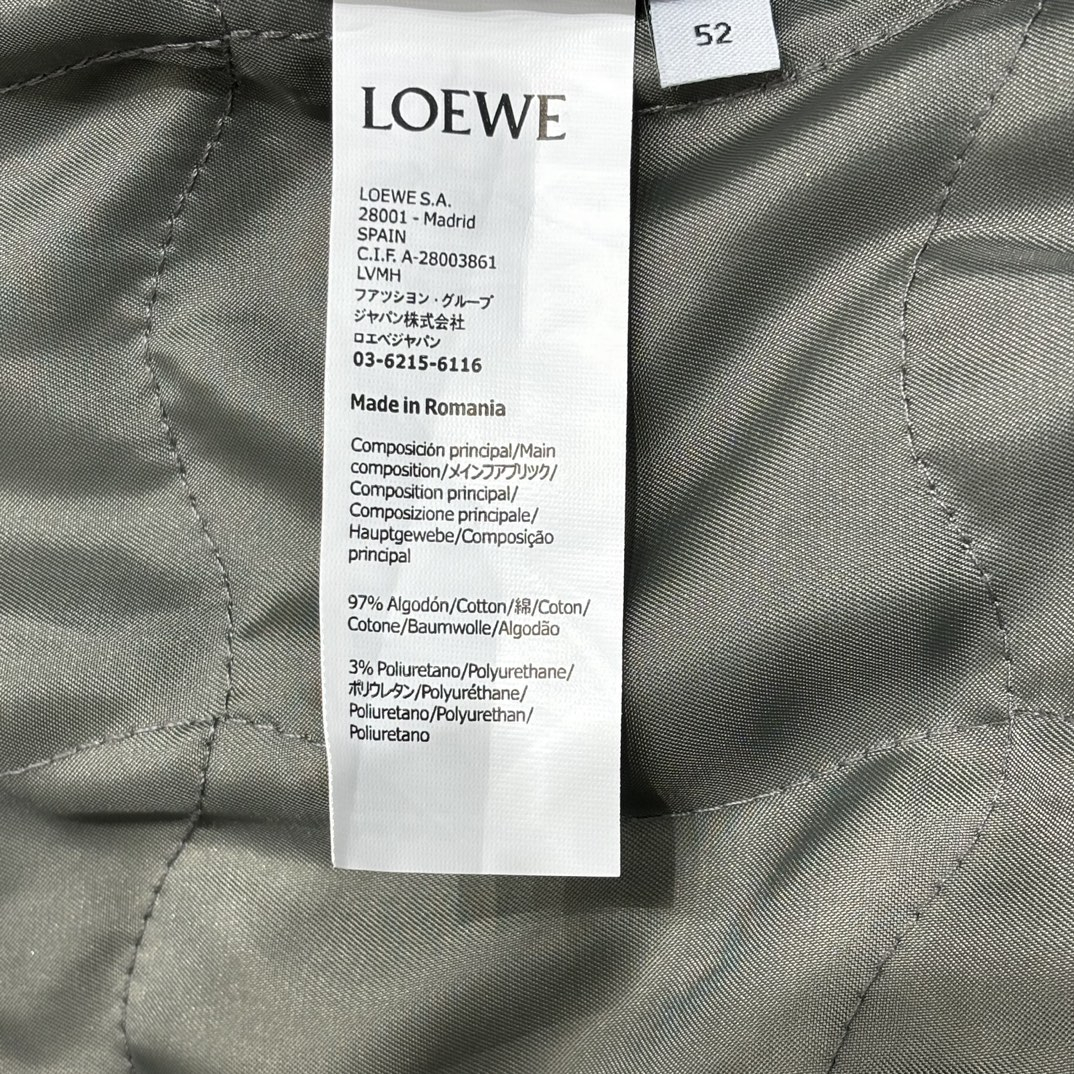 52
LOEWE
LOEWE S.A.
28001 - Madrid
SPAIN
C.I.F. A-28003861
LVMH
ファッション・グループ
ジャパン株式会社
ロエベジャパン
03-6215-6116
Made in Romania
Composición principal/Main
composition/メインファブリック/
Composition principal/
Composizione principale/
Hauptgewebe/Composição
principal
97% Algodón/Cotton/綿/Coton/
Cotone/Baumwolle/Algodão
3% Poliuretano/Polyurethane/
ポリウレタン/Polyuréthane/
Poliuretano/Polyurethan/
Poliuretano